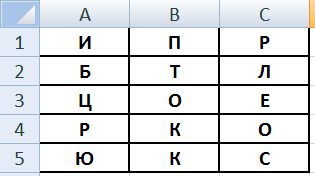 A B C
1 И П Р
2 Б Т Л
3 Ц О Е
4 Р К О
5 Ю К С